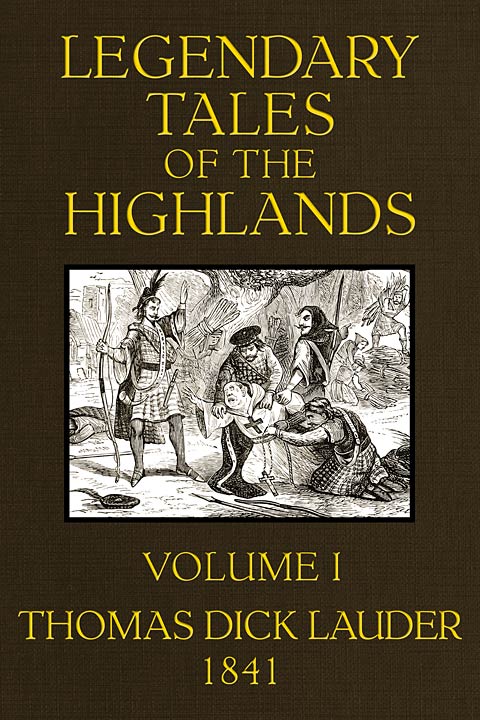 LEGENDARY
TALES
OF THE
HIGHLANDS
VOLUME I
THOMAS DICK LAUDER
1841